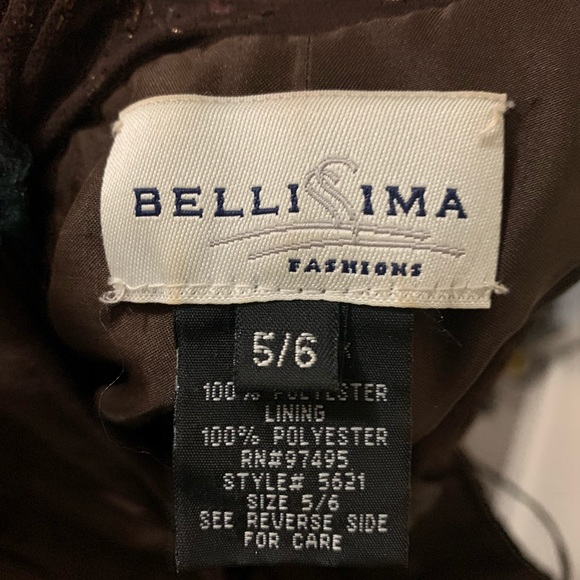 BELLISSIMA
FASHIONS
5/6
100% POLYESTER
LINING
100% POLYESTER
RN#97495
STYLE# 5621
SIZE 5/6
SEE REVERSE SIDE
FOR CARE